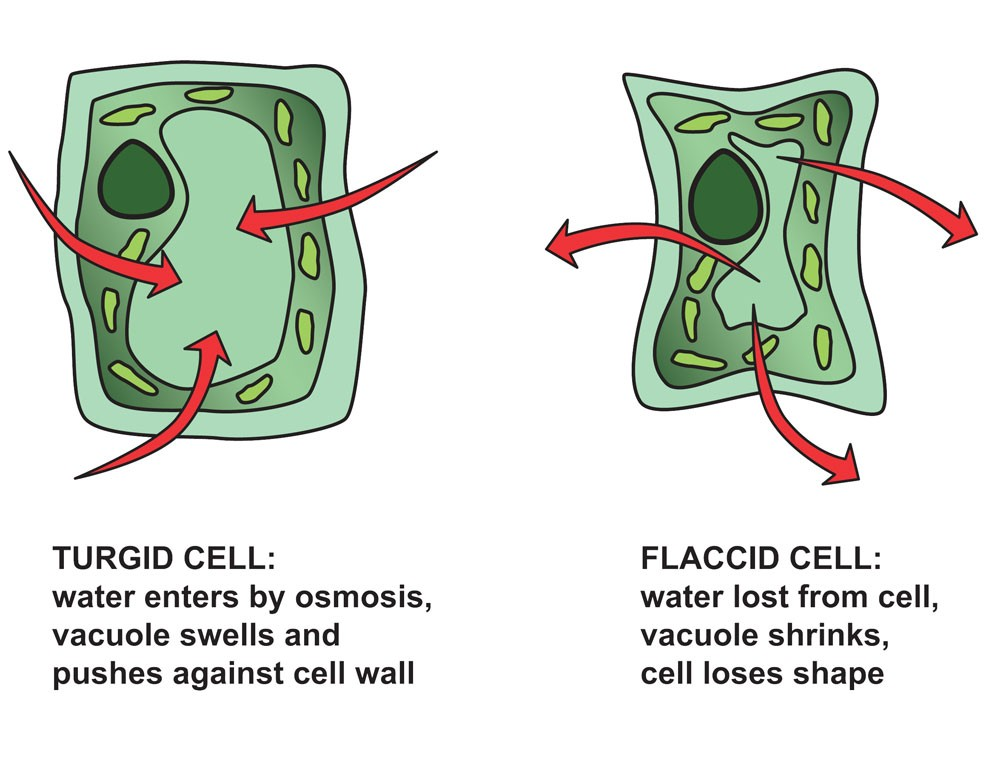 TURGID CELL:
water enters by osmosis,
vacuole swells and
pushes against cell wall
FLACCID CELL:
water lost from cell,
vacuole shrinks,
cell loses shape